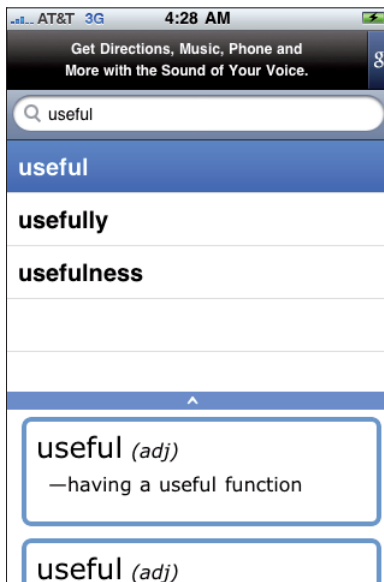 AT&T 3G 4:28 AM
Get Directions, Music, Phone and
More with the Sound of Your Voice.
g
useful
useful
usefully
usefulness
useful (adj)
—having a useful function
useful (adj)